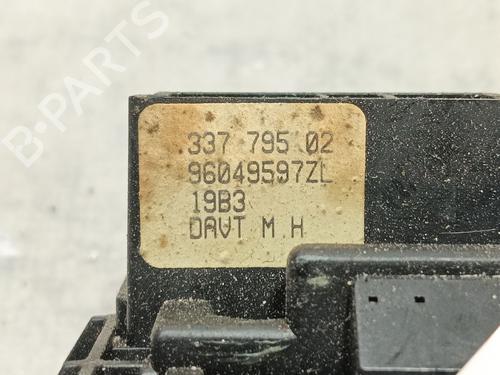 B-PARTS
337 795 02
96049597ZL
19B3
DAVT M H